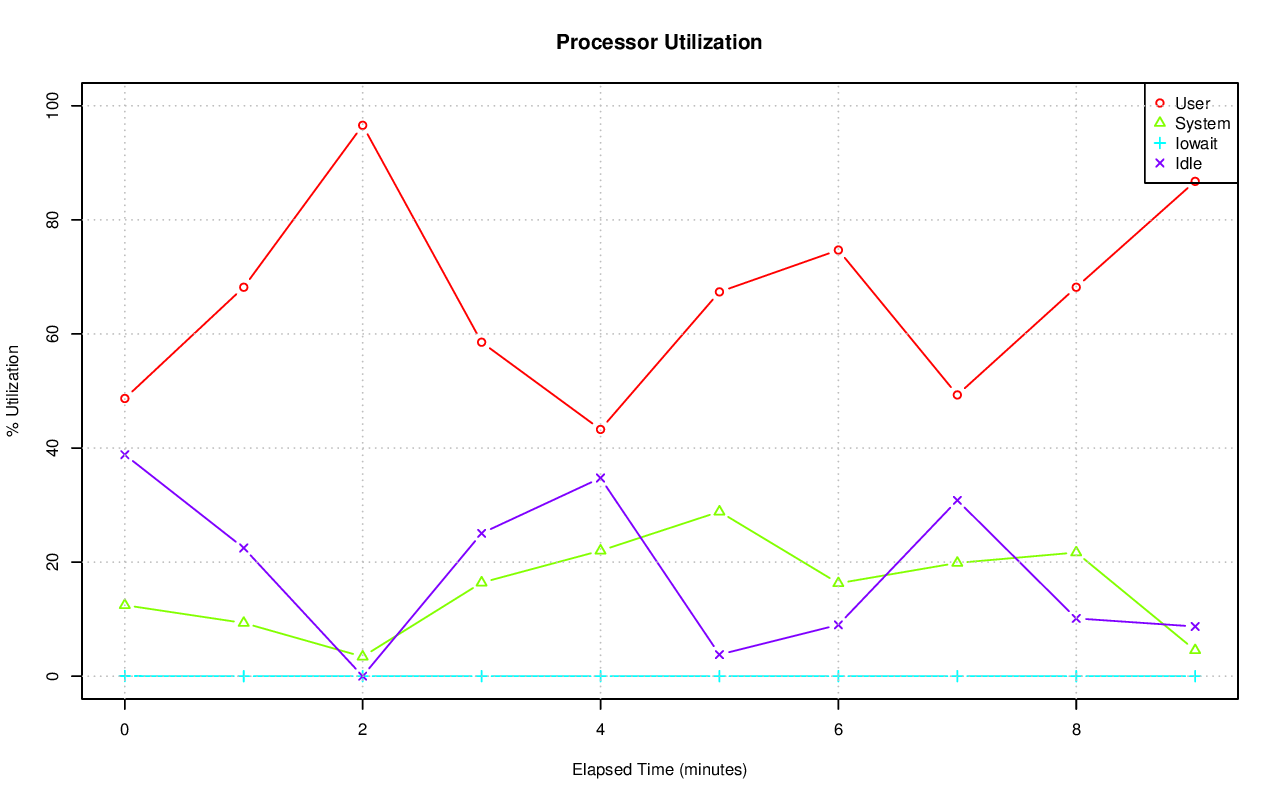 Processor Utilization
User
System
Iowait
Idle
% Utilization
100
80
60
40
20
0
0 2 4 6 8
Elapsed Time (minutes)